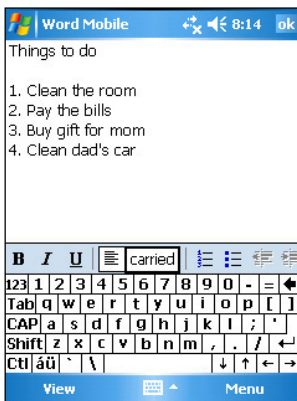 Word Mobile 8:14 ok
Things to do
1. Clean the room
2. Pay the bills
3. Buy gift for mom
4. Clean dad's car
B I U carried
123 1 2 3 4 5 6 7 8 9 0 - =
Tab q w e r t y u i o p [ ]
CAP a s d f g h j k l ; '
Shift z x c v b n m , . /
Ctl áü ` \
View Menu